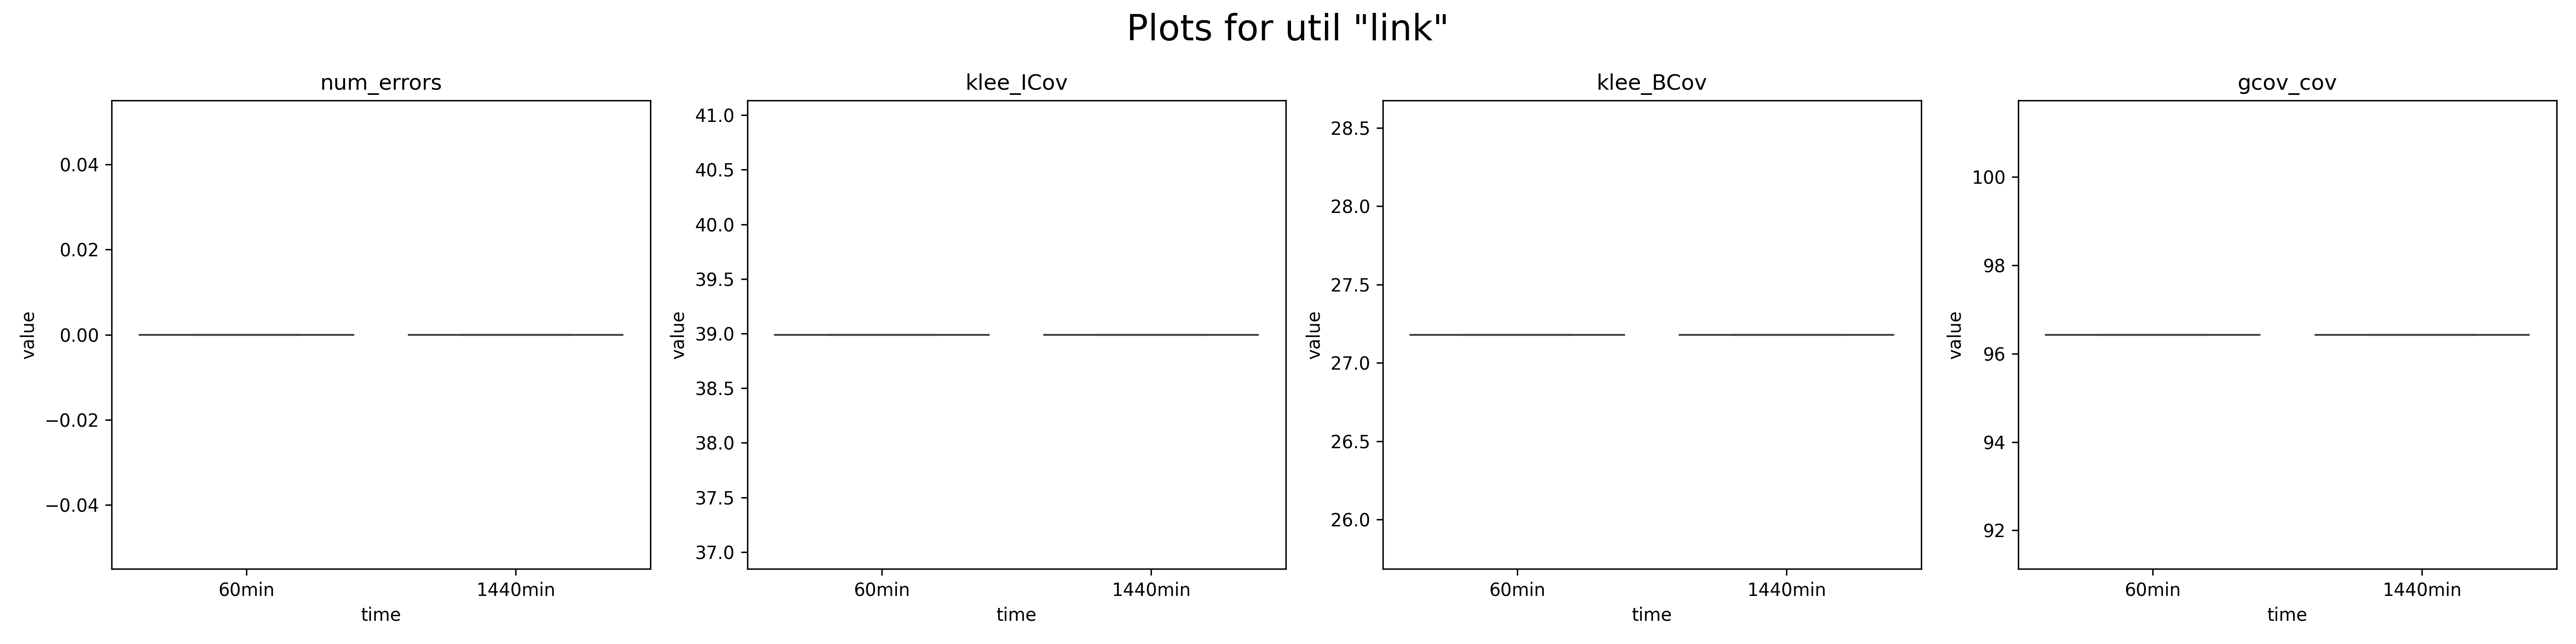 Plots for util "link"
num_errors
0.04
0.02
0.00
−0.02
−0.04
value
60min
1440min
time
klee_ICov
41.0
40.5
40.0
39.5
39.0
38.5
38.0
37.5
37.0
value
60min
1440min
time
klee_BCov
28.5
28.0
27.5
27.0
26.5
26.0
value
60min
1440min
time
gcov_cov
100
98
96
94
92
value
60min
1440min
time